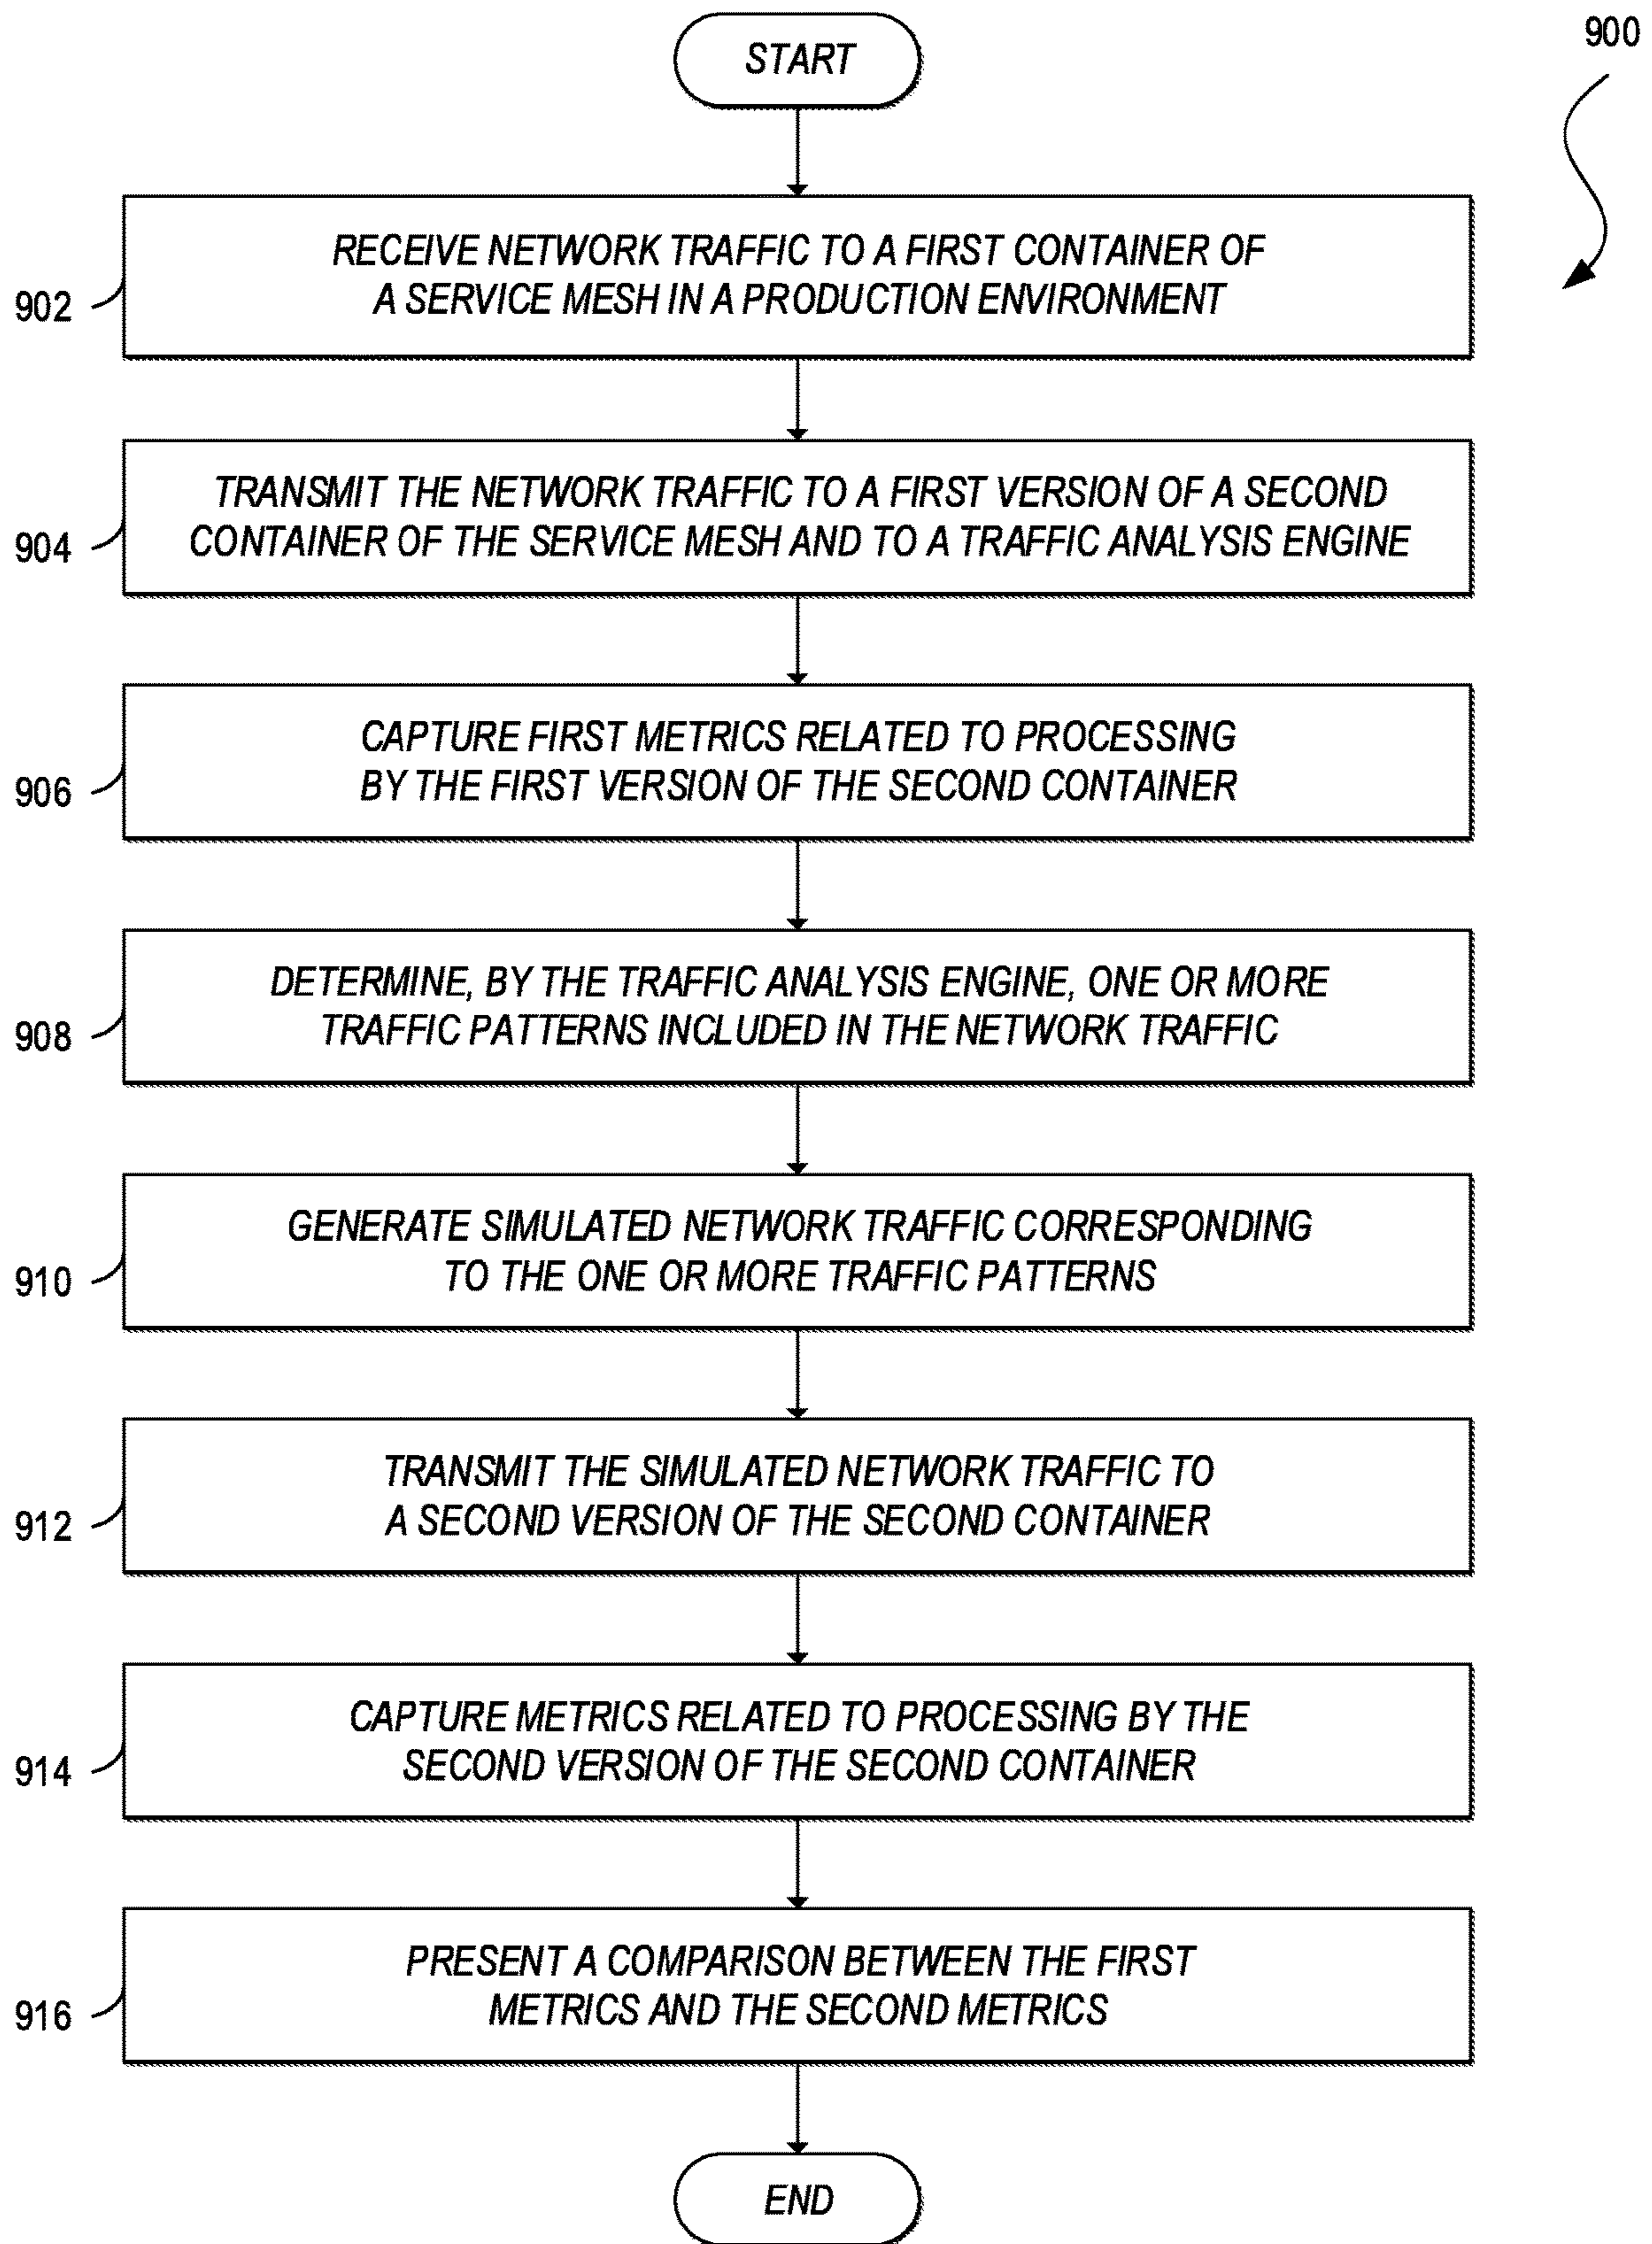 900
START
902
RECEIVE NETWORK TRAFFIC TO A FIRST CONTAINER OF
A SERVICE MESH IN A PRODUCTION ENVIRONMENT
904
TRANSMIT THE NETWORK TRAFFIC TO A FIRST VERSION OF A SECOND
CONTAINER OF THE SERVICE MESH AND TO A TRAFFIC ANALYSIS ENGINE
906
CAPTURE FIRST METRICS RELATED TO PROCESSING
BY THE FIRST VERSION OF THE SECOND CONTAINER
908
DETERMINE, BY THE TRAFFIC ANALYSIS ENGINE, ONE OR MORE
TRAFFIC PATTERNS INCLUDED IN THE NETWORK TRAFFIC
910
GENERATE SIMULATED NETWORK TRAFFIC CORRESPONDING
TO THE ONE OR MORE TRAFFIC PATTERNS
912
TRANSMIT THE SIMULATED NETWORK TRAFFIC TO
A SECOND VERSION OF THE SECOND CONTAINER
914
CAPTURE METRICS RELATED TO PROCESSING BY THE
SECOND VERSION OF THE SECOND CONTAINER
916
PRESENT A COMPARISON BETWEEN THE FIRST
METRICS AND THE SECOND METRICS
END